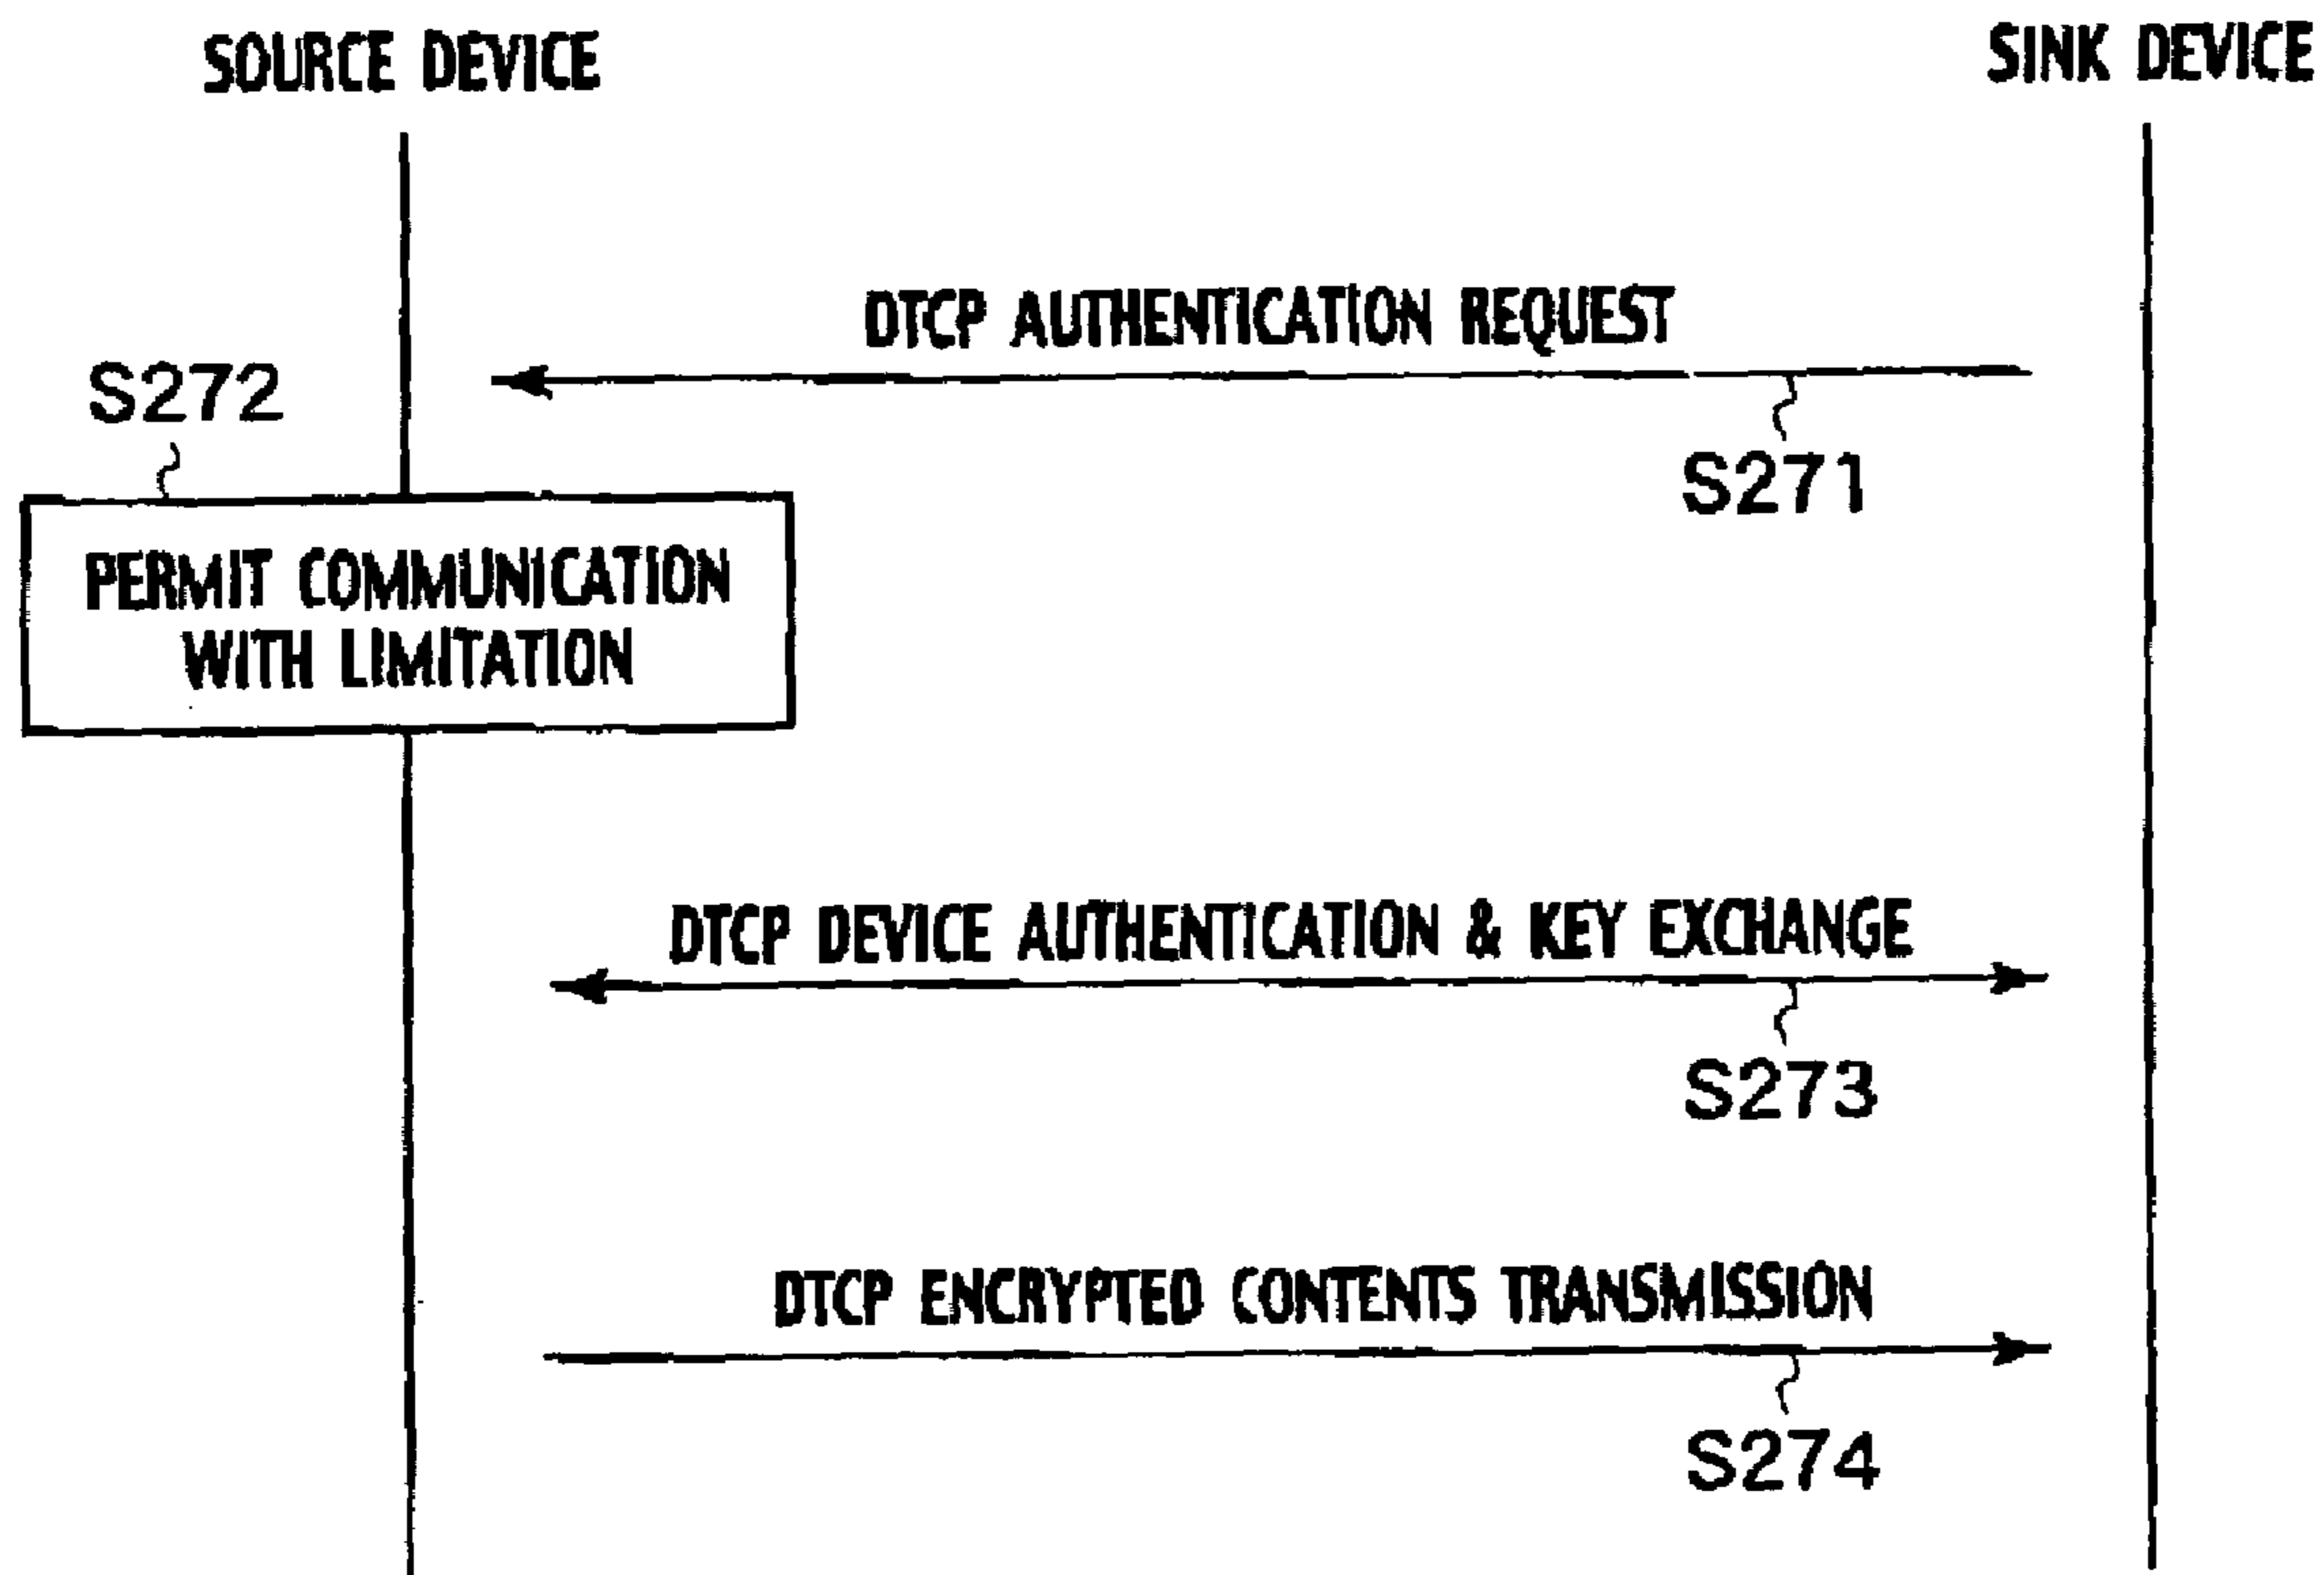 SOURCE DEVICE
SINK DEVICE
DTCP AUTHENTICATION REQUEST
S272
S271
PERMIT COMMUNICATION
WITH LIMITATION
DTCP DEVICE AUTHENTICATION & KEY EXCHANGE
S273
DTCP ENCRYPTED CONTENTS TRANSMISSION
S274